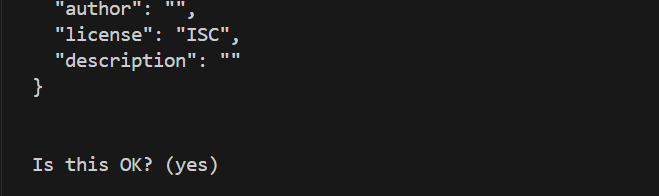 "author": "",
"license": "ISC",
"description": ""
}
Is this OK? (yes)